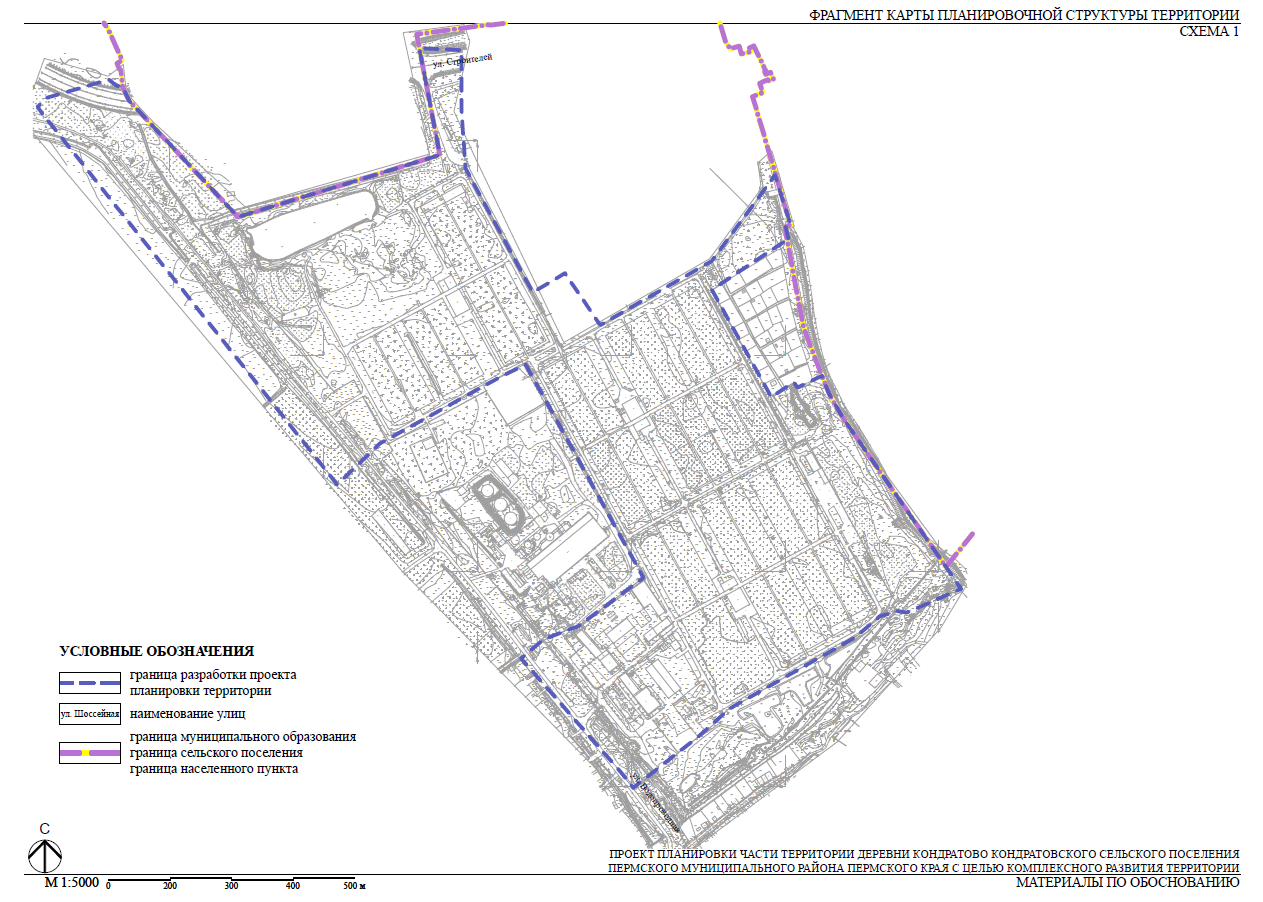 ФРАГМЕНТ КАРТЫ ПЛАНИРОВОЧНОЙ СТРУКТУРЫ ТЕРРИТОРИИ
СХЕМА 1
ул. Строителей
УСЛОВНЫЕ ОБОЗНАЧЕНИЯ
граница разработки проекта
планировки территории
ул. Шоссейная
наименование улиц
граница муниципального образования
граница сельского поселения
граница населенного пункта
ул. Водопроводная
С
М 1:5000
0 200 300 400 500 м
ПРОЕКТ ПЛАНИРОВКИ ЧАСТИ ТЕРРИТОРИИ ДЕРЕВНИ КОНДРАТОВО КОНДРАТОВСКОГО СЕЛЬСКОГО ПОСЕЛЕНИЯ
ПЕРМСКОГО МУНИЦИПАЛЬНОГО РАЙОНА ПЕРМСКОГО КРАЯ С ЦЕЛЬЮ КОМПЛЕКСНОГО РАЗВИТИЯ ТЕРРИТОРИИ
МАТЕРИАЛЫ ПО ОБОСНОВАНИЮ